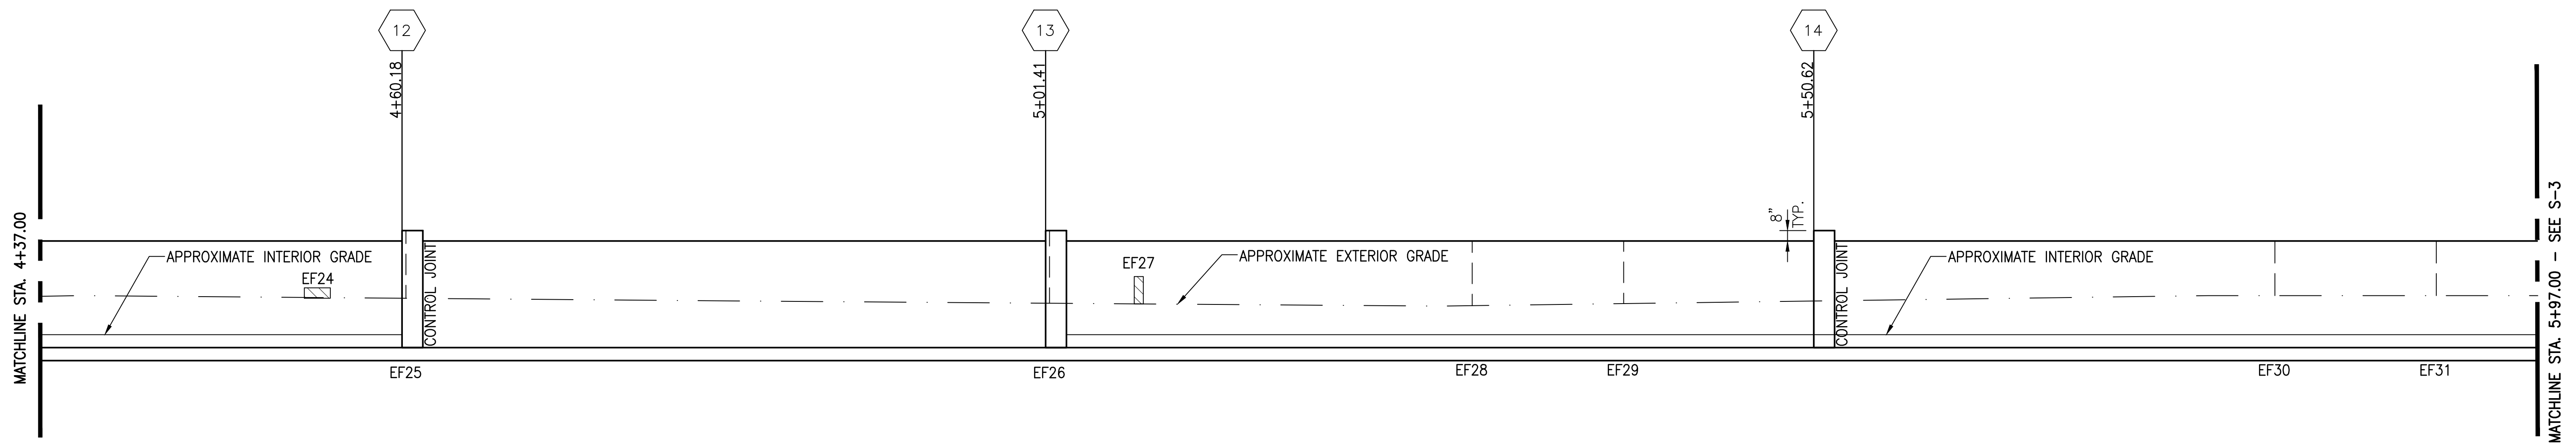 12
13
14
4+60.18
5+01.41
5+50.62
MATCHLINE STA. 4+37.00
APPROXIMATE INTERIOR GRADE
EF24
CONTROL JOINT
EF27
APPROXIMATE EXTERIOR GRADE
8"
TYP.
CONTROL JOINT
APPROXIMATE INTERIOR GRADE
MATCHLINE STA. 5+97.00 - SEE S-3
EF25
EF26
EF28
EF29
EF30
EF31